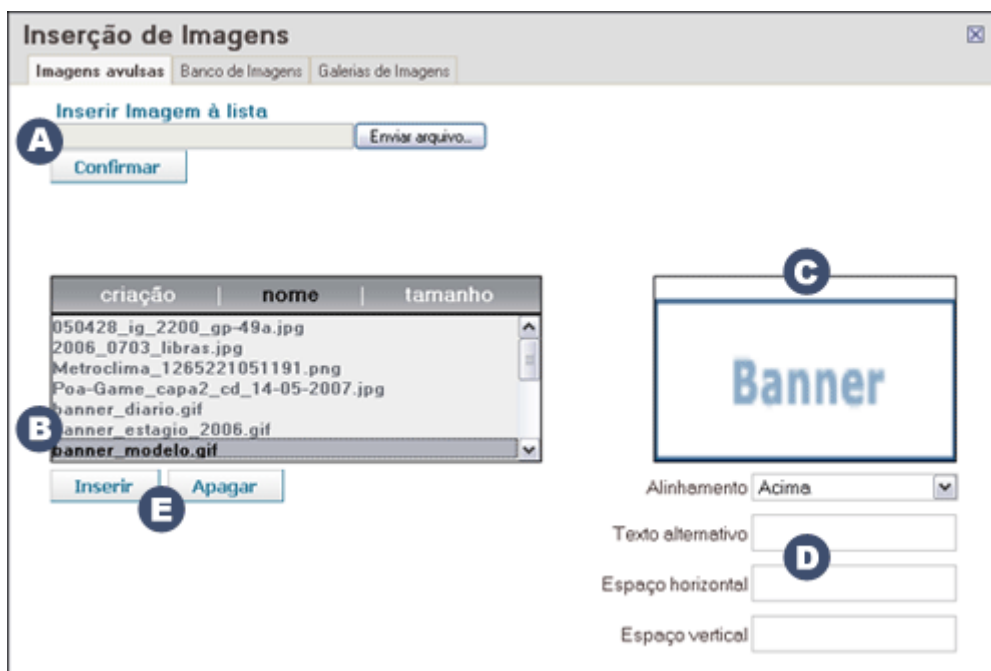 Inserção de Imagens
Imagens avulsas Banco de Imagens Galerias de Imagens
Inserir Imagem à lista
A
Enviar arquivo...
Confirmar
C
criação | nome | tamanho
050428_ig_2200_gp-49a.jpg
2006_0703_libras.jpg
Metroclima_1265221051191.png
Poa-Game_capa2_cd_14-05-2007.jpg
banner_diario.gif
B
banner_estagio_2006.gif
banner_modelo.gif
Banner
Inserir E Apagar
Alinhamento Acima
Texto alternativo
D
Espaço horizontal
Espaço vertical